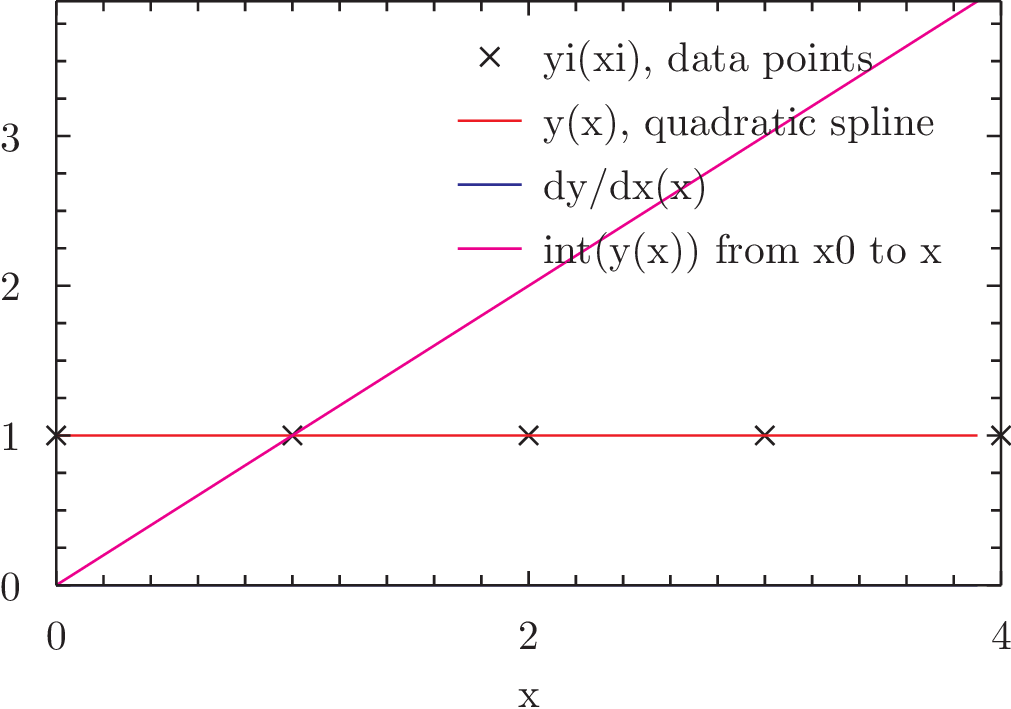 yi(xi), data points
y(x), quadratic spline
dy/dx(x)
int(y(x)) from x0 to x
3
2
1
0
0 2 4
x